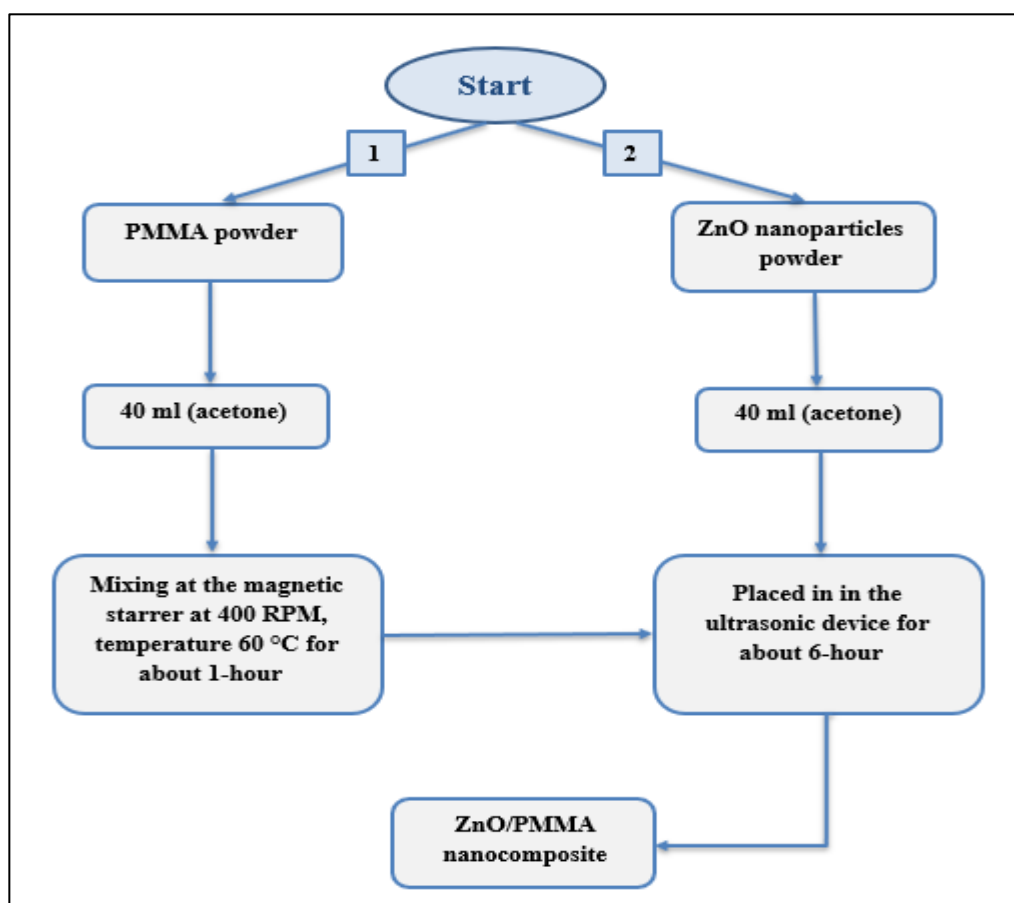 Start
1
2
PMMA powder
ZnO nanoparticles
powder
40 ml (acetone)
40 ml (acetone)
Mixing at the magnetic
starrer at 400 RPM,
temperature 60 °C for
about 1-hour
Placed in in the
ultrasonic device for
about 6-hour
ZnO/PMMA
nanocomposite